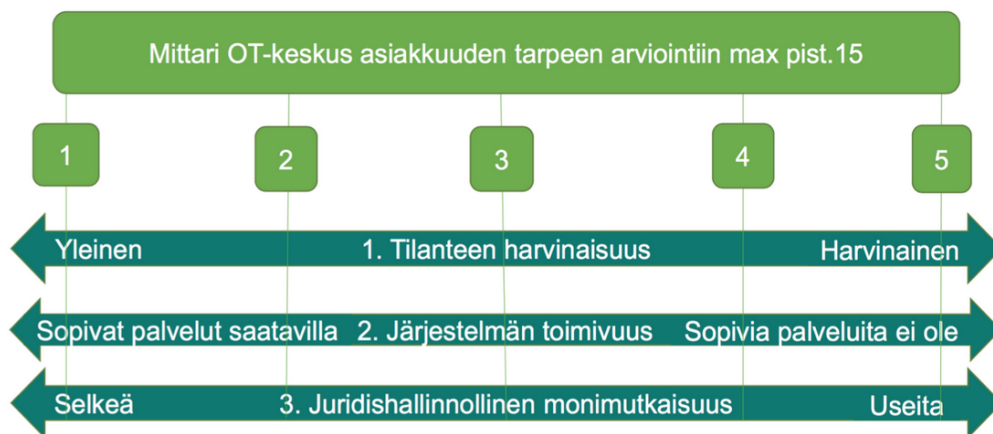 Mittari OT-keskus asiakkuuden tarpeen arviointiin max pist.15
1 2 3 4 5
Yleinen 1. Tilanteen harvinaisuus Harvinainen
Sopivat palvelut saatavilla 2. Järjestelmän toimivuus Sopivia palveluita ei ole
Selkeä 3. Juridishallinnollinen monimutkaisuus Useita